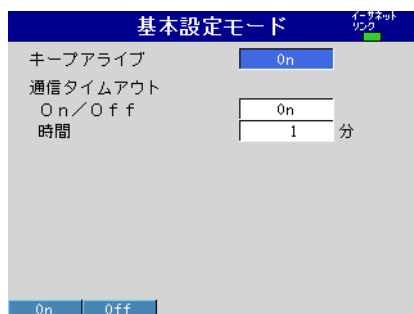 基本設定モード
イーサネット
リンク
キープアライブ On
通信タイムアウト
On／Off On
時間 1 分
On Off